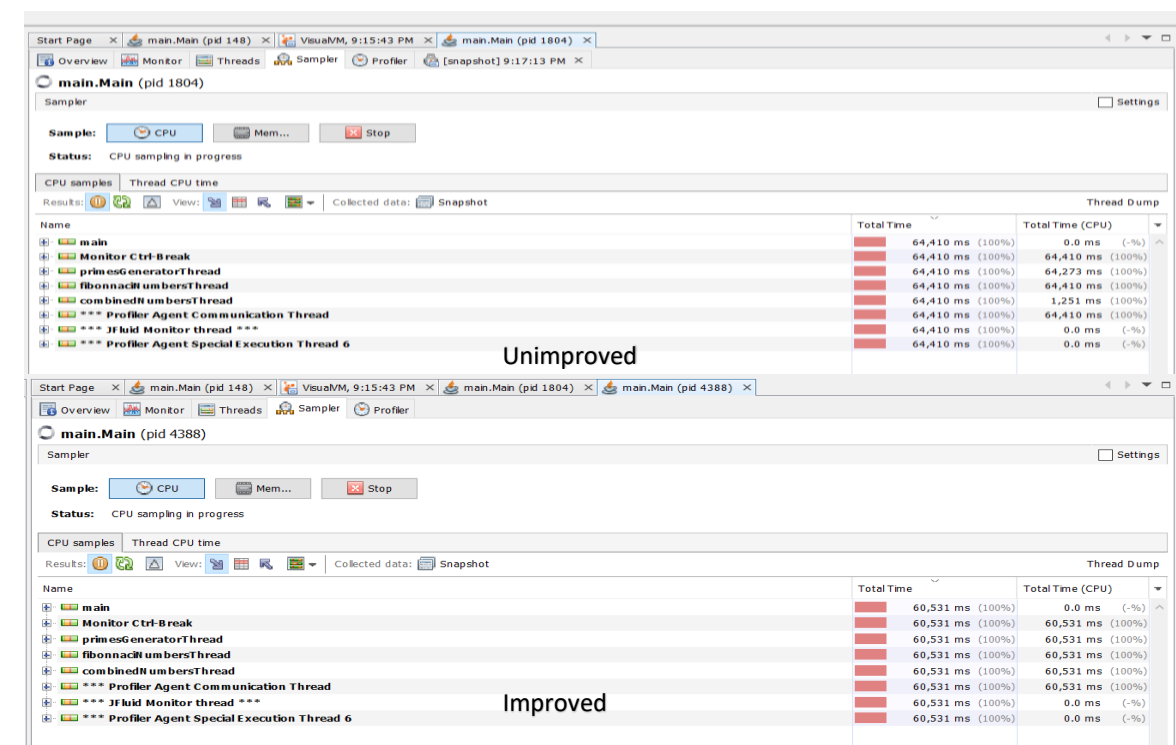 Start Page × main.Main (pid 148) × VisualVM, 9:15:43 PM × main.Main (pid 1804) ×
Overview Monitor Threads Sampler Profiler [snapshot] 9:17:13 PM ×
main.Main (pid 1804)
Sampler Settings
Sample: CPU Mem... Stop
Status: CPU sampling in progress
CPU samples Thread CPU time
Results: View: Collected data: Snapshot Thread Dump
Name Total Time Total Time (CPU)
main 64,410 ms (100%) 0.0 ms (-%)
Monitor Ctrl-Break 64,410 ms (100%) 64,410 ms (100%)
primesGeneratorThread 64,410 ms (100%) 64,273 ms (100%)
fibonnaciNumbersThread 64,410 ms (100%) 64,410 ms (100%)
combinedNumbersThread 64,410 ms (100%) 1,251 ms (100%)
*** Profiler Agent Communication Thread 64,410 ms (100%) 64,410 ms (100%)
*** JFluid Monitor thread *** 64,410 ms (100%) 0.0 ms (-%)
*** Profiler Agent Special Execution Thread 6 64,410 ms (100%) 0.0 ms (-%)
Unimproved
Start Page × main.Main (pid 148) × VisualVM, 9:15:43 PM × main.Main (pid 1804) × main.Main (pid 4388) ×
Overview Monitor Threads Sampler Profiler
main.Main (pid 4388)
Sampler Settings
Sample: CPU Mem... Stop
Status: CPU sampling in progress
CPU samples Thread CPU time
Results: View: Collected data: Snapshot Thread Dump
Name Total Time Total Time (CPU)
main 60,531 ms (100%) 0.0 ms (-%)
Monitor Ctrl-Break 60,531 ms (100%) 60,531 ms (100%)
primesGeneratorThread 60,531 ms (100%) 60,531 ms (100%)
fibonnaciNumbersThread 60,531 ms (100%) 60,531 ms (100%)
combinedNumbersThread 60,531 ms (100%) 60,531 ms (100%)
*** Profiler Agent Communication Thread 60,531 ms (100%) 60,531 ms (100%)
*** JFluid Monitor thread *** 60,531 ms (100%) 0.0 ms (-%)
*** Profiler Agent Special Execution Thread 6 60,531 ms (100%) 0.0 ms (-%)
Improved